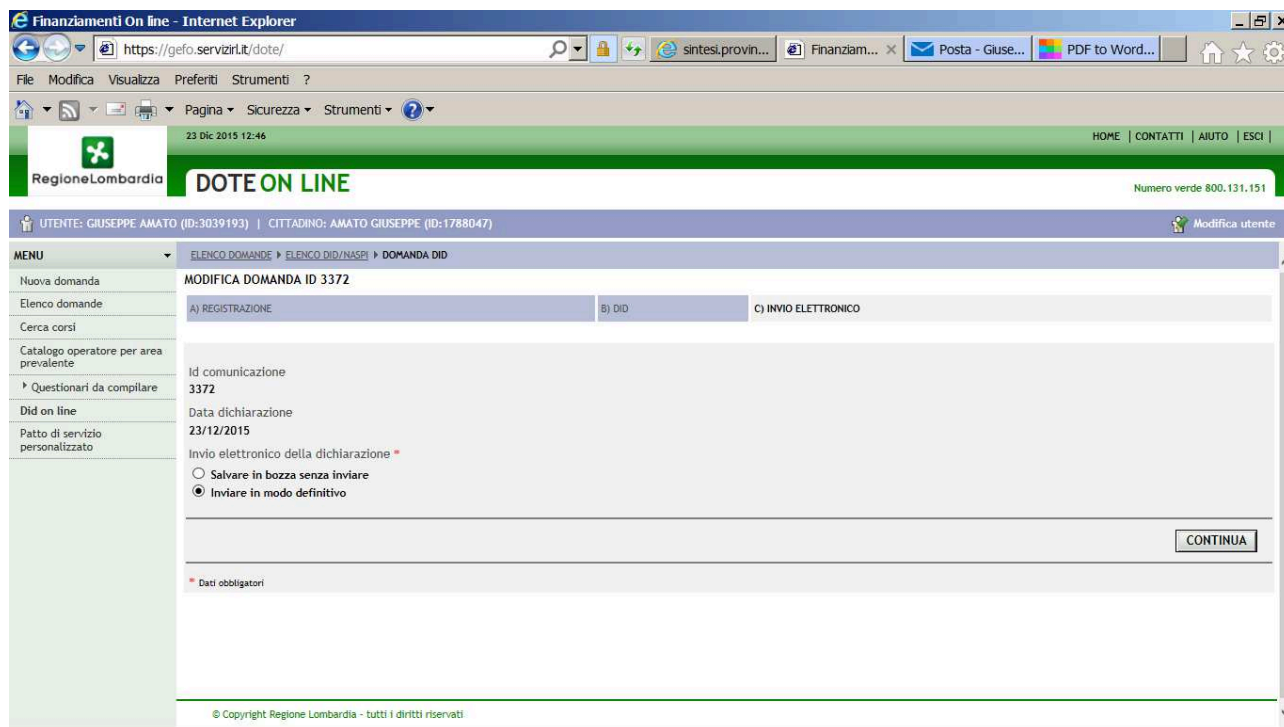 Finanziamenti On line - Internet Explorer
https://gefo.servizirl.it/dote/
sintesi.provin...
Finanziam...
Posta - Giuse...
PDF to Word...
File Modifica Visualizza Preferiti Strumenti ?
Pagina Sicurezza Strumenti
23 Dic 2015 12:46
HOME | CONTATTI | AIUTO | ESCI |
RegioneLombardia
DOTE ON LINE
Numero verde 800.131.151
UTENTE: GIUSEPPE AMATO (ID:3039193) | CITTADINO: AMATO GIUSEPPE (ID:1788047)
Modifica utente
MENU
ELENCO DOMANDE ELENCO DID/NASPI DOMANDA DID
Nuova domanda
Elenco domande
Cerca corsi
Catalogo operatore per area
prevalente
Questionari da compilare
Did on line
Patto di servizio
personalizzato
MODIFICA DOMANDA ID 3372
A) REGISTRAZIONE
B) DID
C) INVIO ELETTRONICO
Id comunicazione
3372
Data dichiarazione
23/12/2015
Invio elettronico della dichiarazione *
Salvare in bozza senza inviare
Inviare in modo definitivo
CONTINUA
* Dati obbligatori
© Copyright Regione Lombardia - tutti i diritti riservati